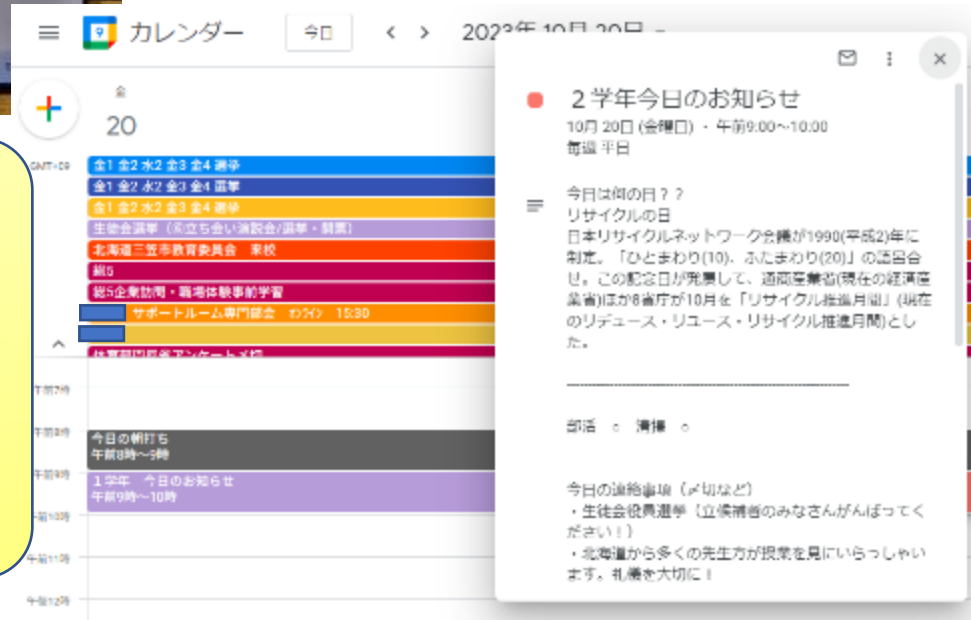 カレンダー
今日
2023年 10月 20日
金
20
GMT+09
金1 金2 水2 金3 金4 選挙
金1 金2 水2 金3 金4 選挙
金1 金2 水2 金3 金4 選挙
生徒会選挙（⑥立ち会い演説会/選挙・開票）
北海道三笠市教育委員会 来校
総5
総5企業訪問・職場体験事前学習
サポートルーム専門部会 ｵﾝﾗｲﾝ 15:30
午前7時
午前8時
今日の朝打ち
午前8時～9時
午前9時
1学年 今日のお知らせ
午前9時～10時
午前10時
午前11時
午後12時
２学年今日のお知らせ
10月 20日 (金曜日) ・ 午前9:00～10:00
毎週 平日
今日は何の日？？
リサイクルの日
日本リサイクルネットワーク会議が1990(平成2)年に
制定。「ひとまわり(10)、ふたまわり(20)」の語呂合
せ。この記念日が発展して、通商産業省(現在の経済産
業省)ほか8省庁が10月を「リサイクル推進月間」(現在
のリデュース・リユース・リサイクル推進月間)とし
た。
部活 ○ 清掃 ○
今日の連絡事項（〆切など）
・生徒会役員選挙（立候補者のみなさんがんばってく
ださい！）
・北海道から多くの先生方が授業を見にいらっしゃい
ます。礼儀を大切に！